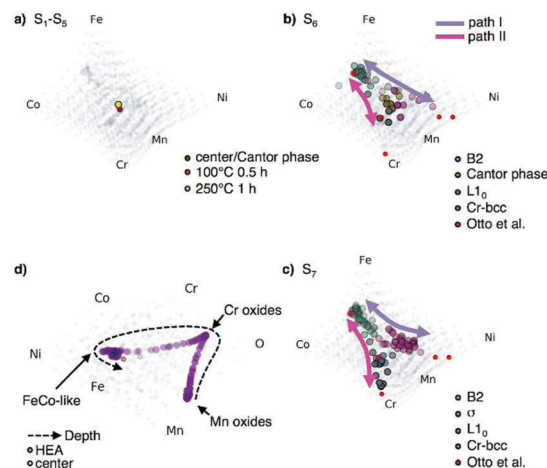 a) S₁-S₅
Fe
Co
Ni
Mn
Cr
center/Cantor phase
100°C 0.5 h
250°C 1 h
b) S₆
path I
path II
Fe
Co
Ni
Mn
Cr
B2
Cantor phase
L1₀
Cr-bcc
Otto et al.
d)
Cr
Co
Cr oxides
Ni
O
Fe
FeCo-like
Mn
Mn oxides
Depth
HEA
center
c) S₇
Fe
Co
Ni
Mn
Cr
B2
σ
L1₀
Cr-bcc
Otto et al.